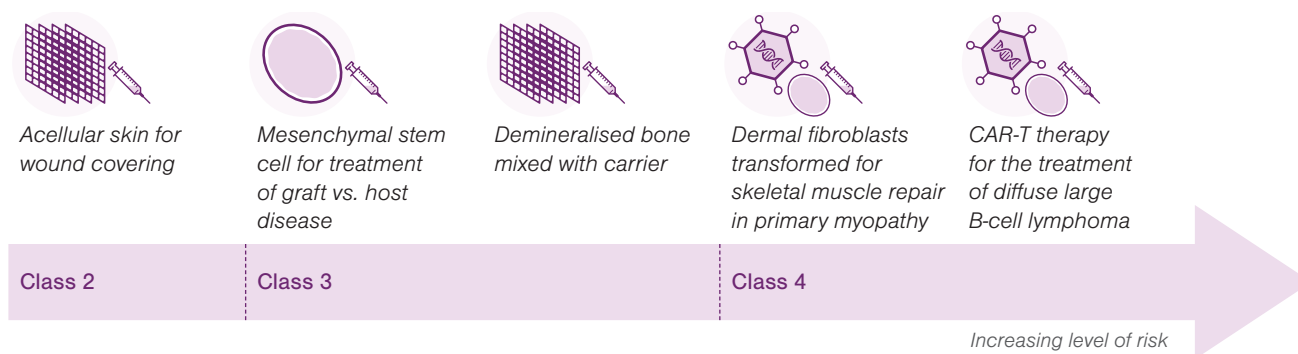 Acellular skin for
wound covering
Mesenchymal stem
cell for treatment
of graft vs. host
disease
Demineralised bone
mixed with carrier
Dermal fibroblasts
transformed for
skeletal muscle repair
in primary myopathy
CAR-T therapy
for the treatment
of diffuse large
B-cell lymphoma
Class 2
Class 3
Class 4
Increasing level of risk